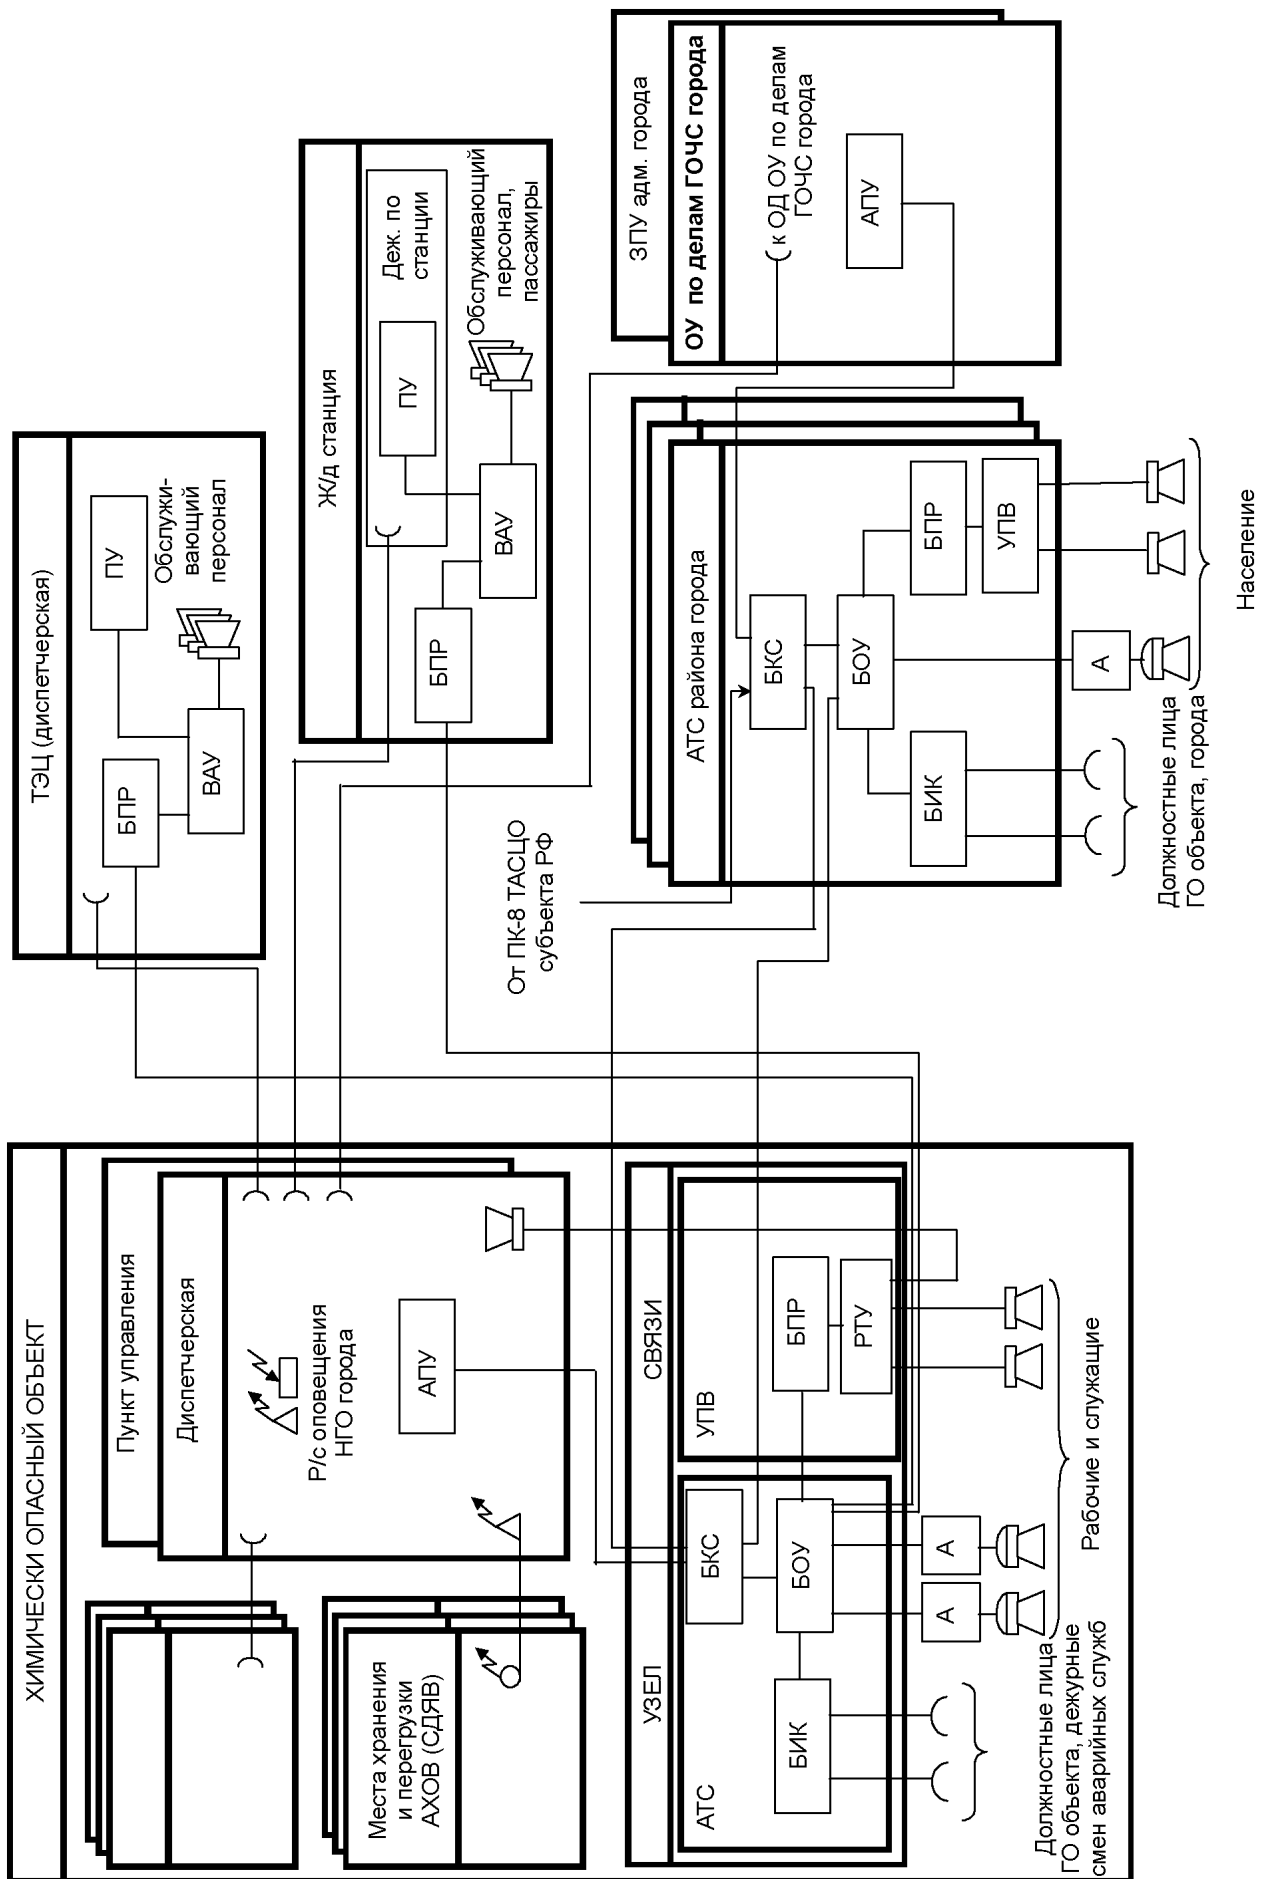 ХИМИЧЕСКИ ОПАСНЫЙ ОБЪЕКТ
Места хранения
и перегрузки
АХОВ (СДЯВ)
Пункт управления
Диспетчерская
Р/с оповещения
НГО города
АПУ
УЗЕЛ
СВЯЗИ
АТС
БКС
БИК
БОУ
А
А
УПВ
БПР
РТУ
Должностные лица
ГО объекта, дежурные
смен аварийных служб
Рабочие и служащие
ТЭЦ (диспетчерская)
БПР
ВАУ
ПУ
Обслужи-
вающий
персонал
Ж/д станция
БПР
ВАУ
ПУ
Деж. по
станции
Обслуживающий
персонал,
пассажиры
От ПК-8 ТАСЦО
субъекта РФ
АТС района города
БКС
БИК
БОУ
БПР
УПВ
А
Должностные лица
ГО объекта, города
Население
ЗПУ адм. города
ОУ по делам ГОЧС города
к ОД ОУ по делам
ГОЧС города
АПУ